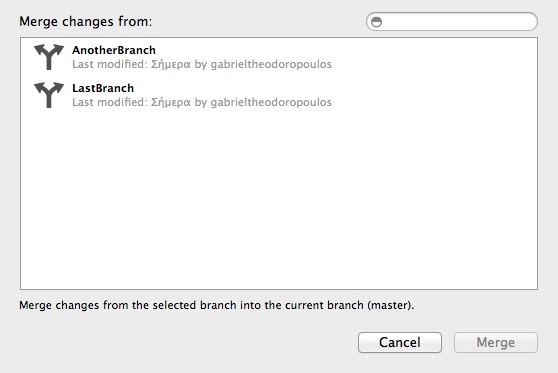 Merge changes from:
AnotherBranch
Last modified: Σήμερα by gabrieltheodoropoulos
LastBranch
Last modified: Σήμερα by gabrieltheodoropoulos
Merge changes from the selected branch into the current branch (master).
Cancel
Merge